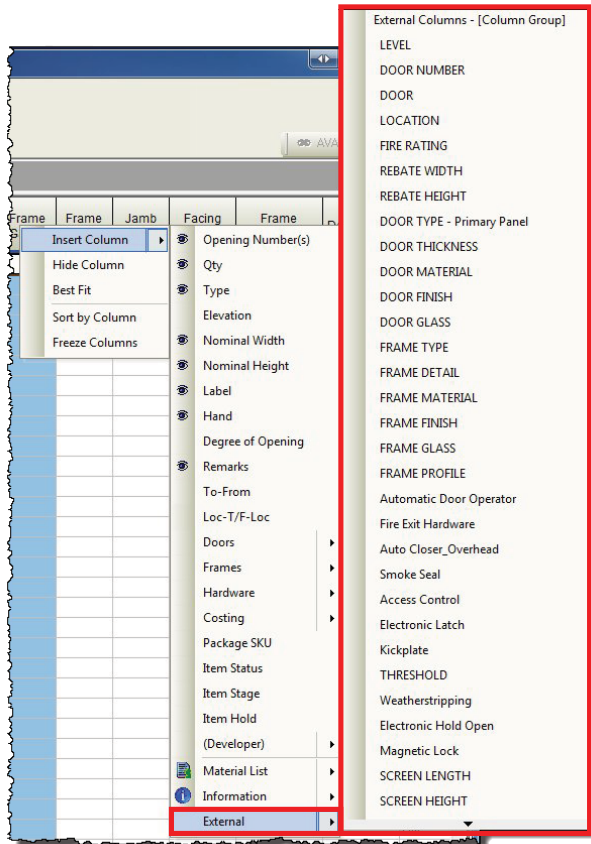 AVA
Frame
Frame
Jamb
Facing
Frame
Insert Column
Hide Column
Best Fit
Sort by Column
Freeze Columns
Opening Number(s)
Qty
Type
Elevation
Nominal Width
Nominal Height
Label
Hand
Degree of Opening
Remarks
To-From
Loc-T/F-Loc
Doors
Frames
Hardware
Costing
Package SKU
Item Status
Item Stage
Item Hold
(Developer)
Material List
Information
External
External Columns - [Column Group]
LEVEL
DOOR NUMBER
DOOR
LOCATION
FIRE RATING
REBATE WIDTH
REBATE HEIGHT
DOOR TYPE - Primary Panel
DOOR THICKNESS
DOOR MATERIAL
DOOR FINISH
DOOR GLASS
FRAME TYPE
FRAME DETAIL
FRAME MATERIAL
FRAME FINISH
FRAME GLASS
FRAME PROFILE
Automatic Door Operator
Fire Exit Hardware
Auto Closer_Overhead
Smoke Seal
Access Control
Electronic Latch
Kickplate
THRESHOLD
Weatherstripping
Electronic Hold Open
Magnetic Lock
SCREEN LENGTH
SCREEN HEIGHT